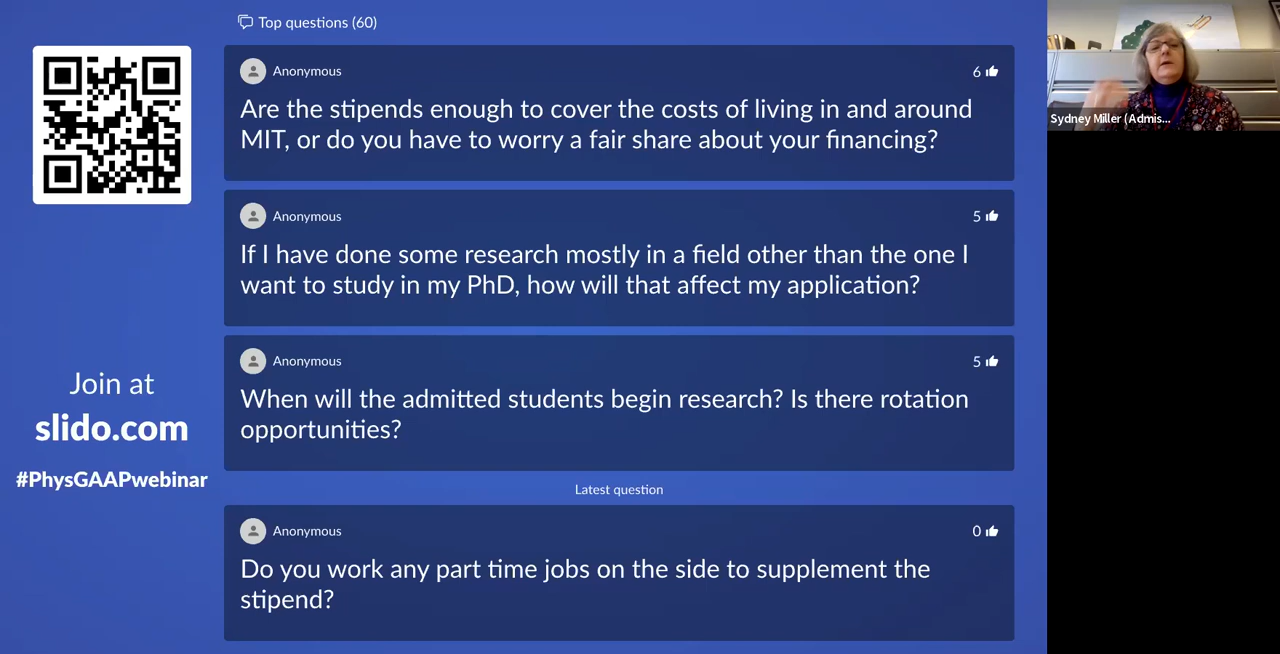 Top questions (60)
Anonymous
6
Are the stipends enough to cover the costs of living in and around
MIT, or do you have to worry a fair share about your financing?
Anonymous
5
If I have done some research mostly in a field other than the one I
want to study in my PhD, how will that affect my application?
Anonymous
5
When will the admitted students begin research? Is there rotation
opportunities?
Latest question
Anonymous
0
Do you work any part time jobs on the side to supplement the
stipend?
Join at
slido.com
#PhysGAAPwebinar
Sydney Miller (Admis...